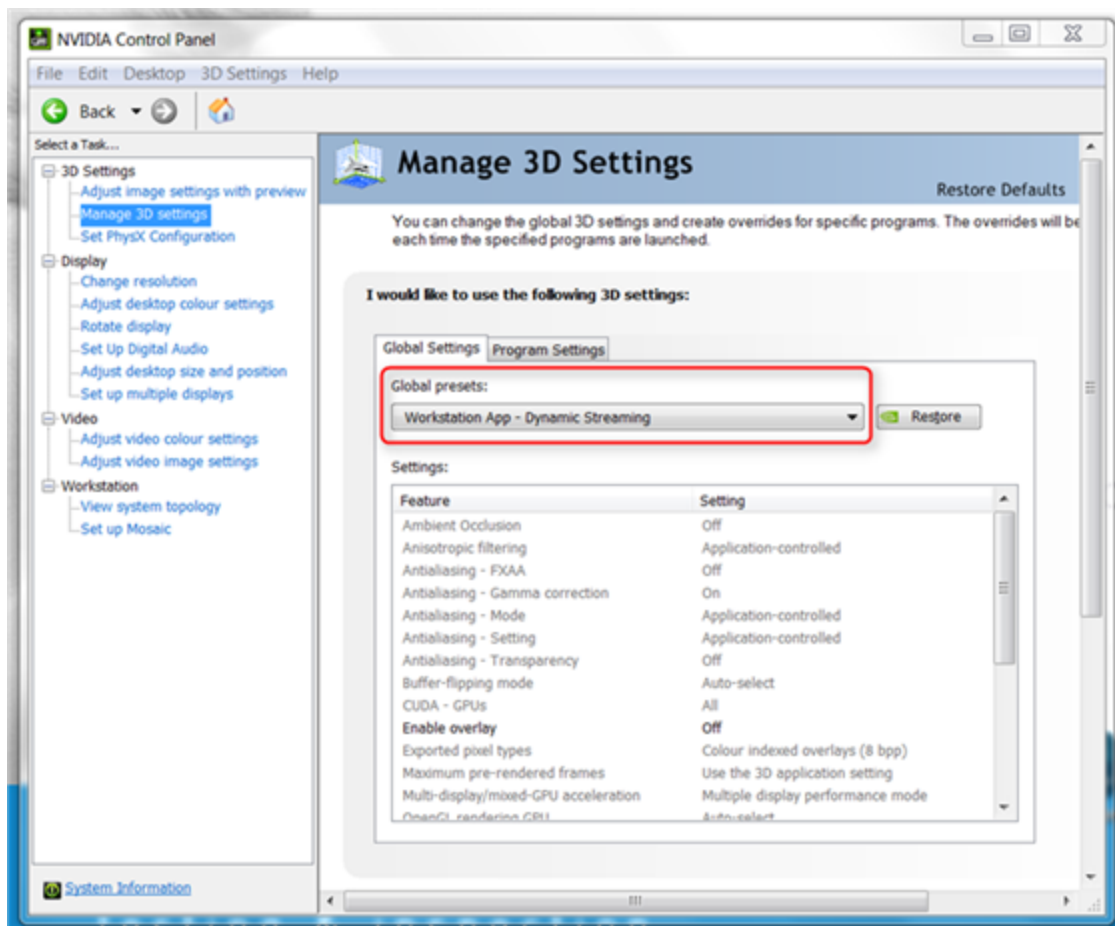 NVIDIA Control Panel
File Edit Desktop 3D Settings Help
Back
Select a Task...
3D Settings
Adjust image settings with preview
Manage 3D settings
Set PhysX Configuration
Display
Change resolution
Adjust desktop colour settings
Rotate display
Set Up Digital Audio
Adjust desktop size and position
Set up multiple displays
Video
Adjust video colour settings
Adjust video image settings
Workstation
View system topology
Set up Mosaic
System Information
Manage 3D Settings
Restore Defaults
You can change the global 3D settings and create overrides for specific programs. The overrides will be
each time the specified programs are launched.
I would like to use the following 3D settings:
Global Settings Program Settings
Global presets:
Workstation App - Dynamic Streaming Restore
Settings:
Feature Setting
Ambient Occlusion Off
Anisotropic filtering Application-controlled
Antialiasing - FXAA Off
Antialiasing - Gamma correction On
Antialiasing - Mode Application-controlled
Antialiasing - Setting Application-controlled
Antialiasing - Transparency Off
Buffer-flipping mode Auto-select
CUDA - GPUs All
Enable overlay Off
Exported pixel types Colour indexed overlays (8 bpp)
Maximum pre-rendered frames Use the 3D application setting
Multi-display/mixed-GPU acceleration Multiple display performance mode
OpenGL rendering GPU Auto-select